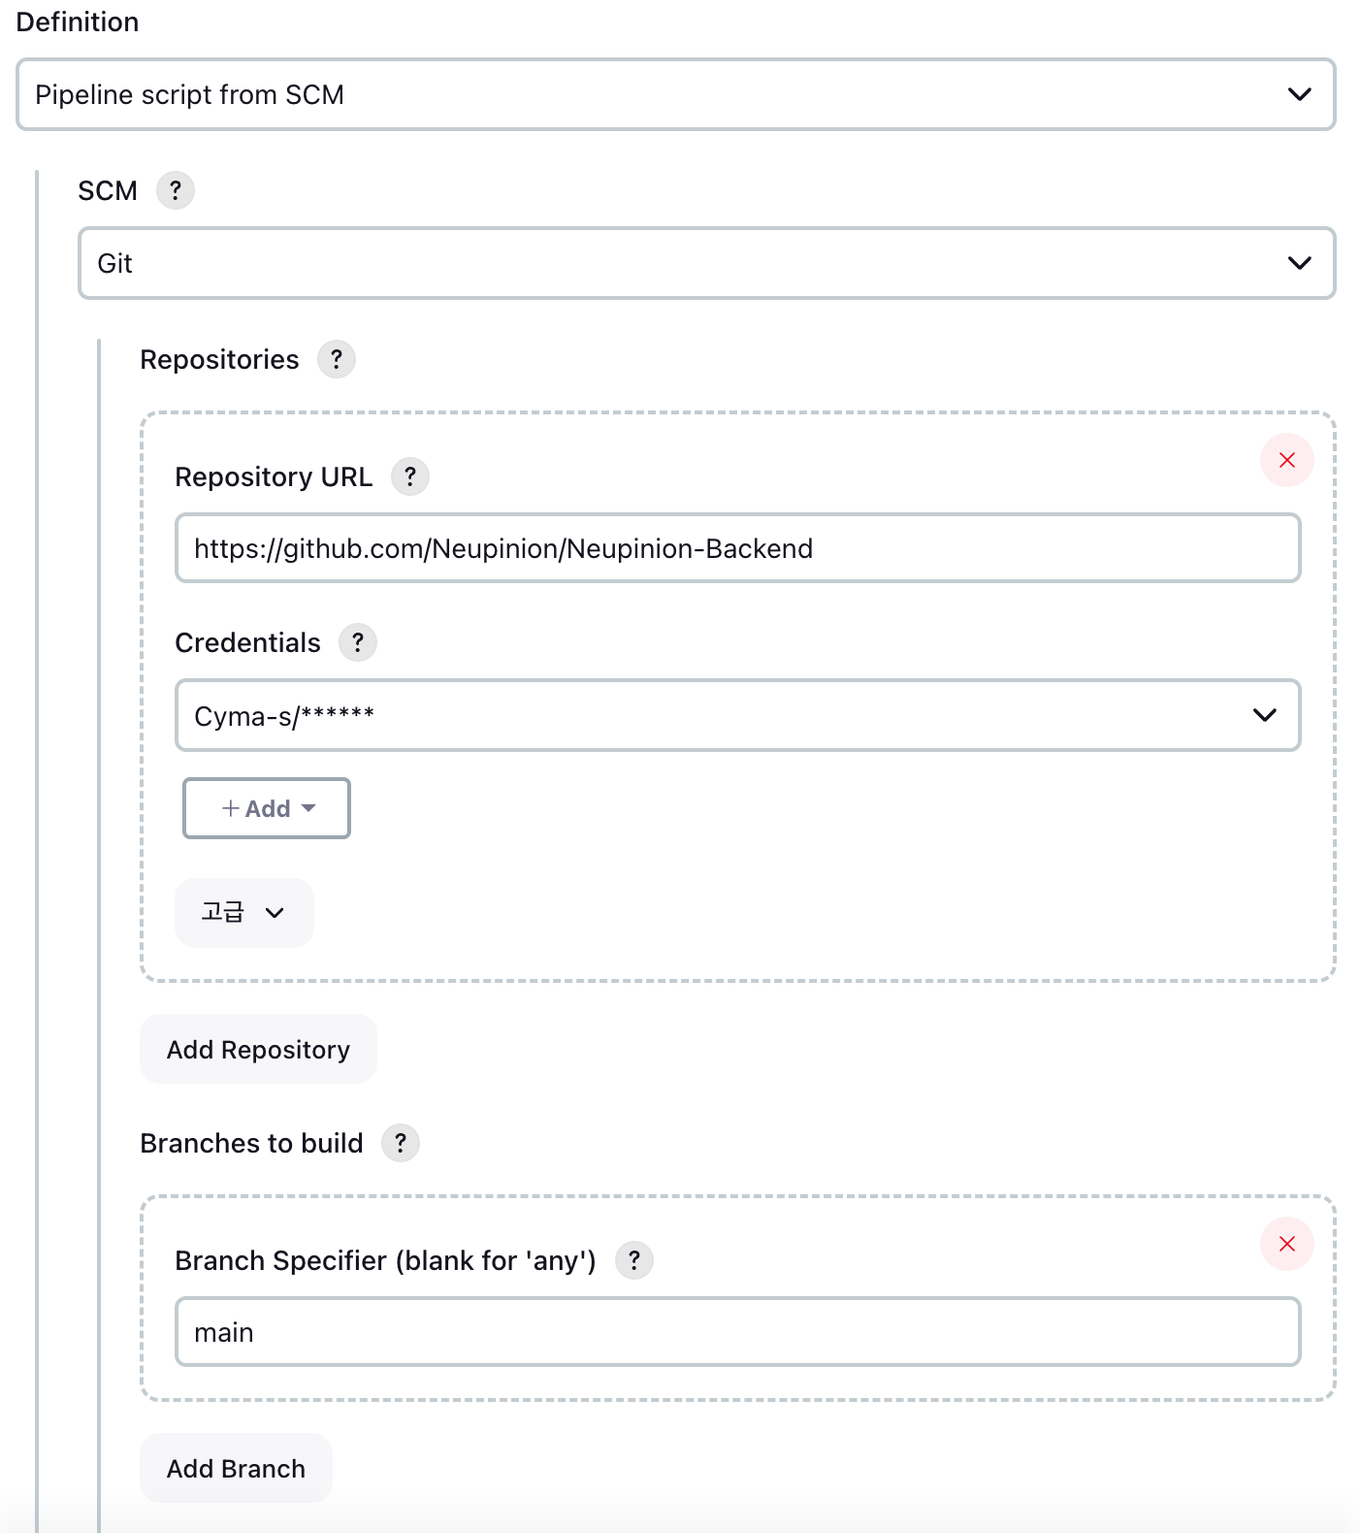 Definition
Pipeline script from SCM
SCM ?
Git
Repositories ?
Repository URL ?
https://github.com/Neupinion/Neupinion-Backend
Credentials ?
Cyma-s/******
+ Add
고급
Add Repository
Branches to build ?
Branch Specifier (blank for 'any') ?
main
Add Branch